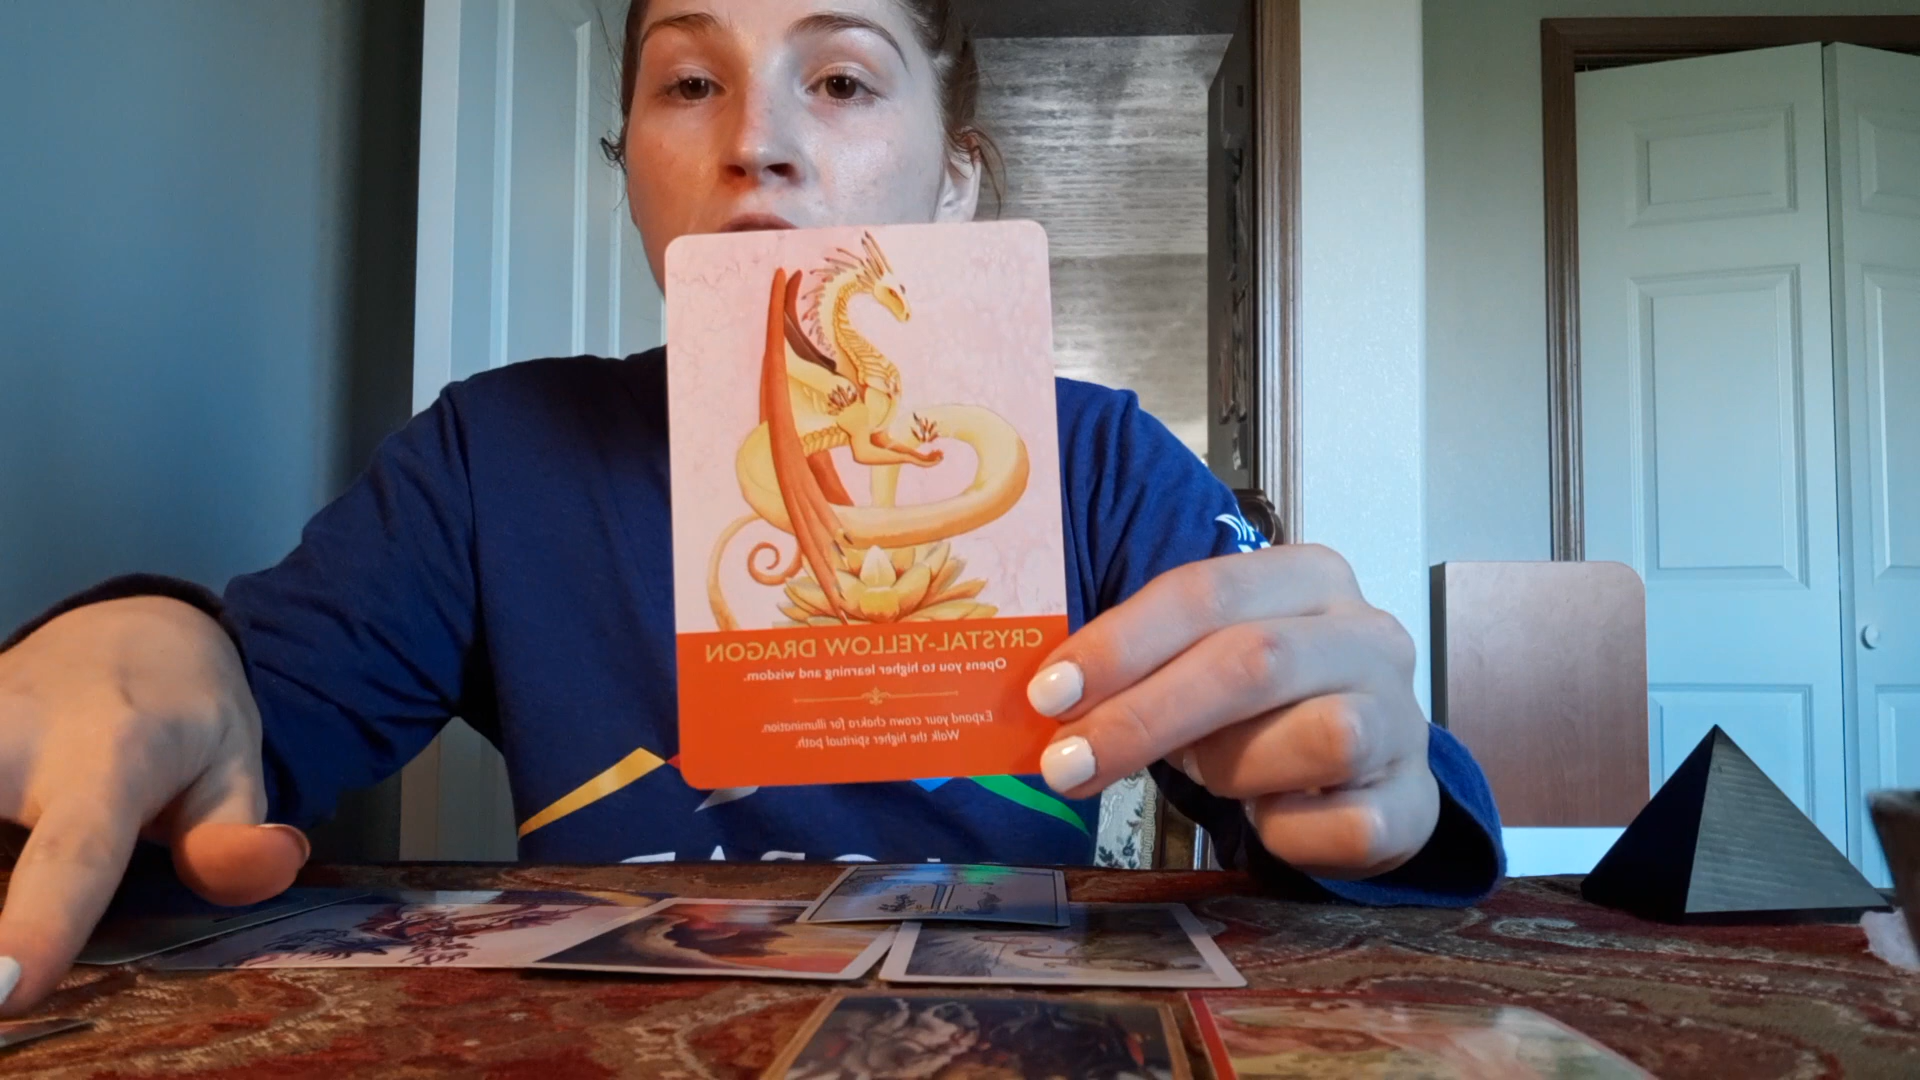 CRYSTAL-YELLOW DRAGON
Opens you to higher learning and wisdom.
Expand your crown chakra for illumination.
Walk the higher spiritual path.